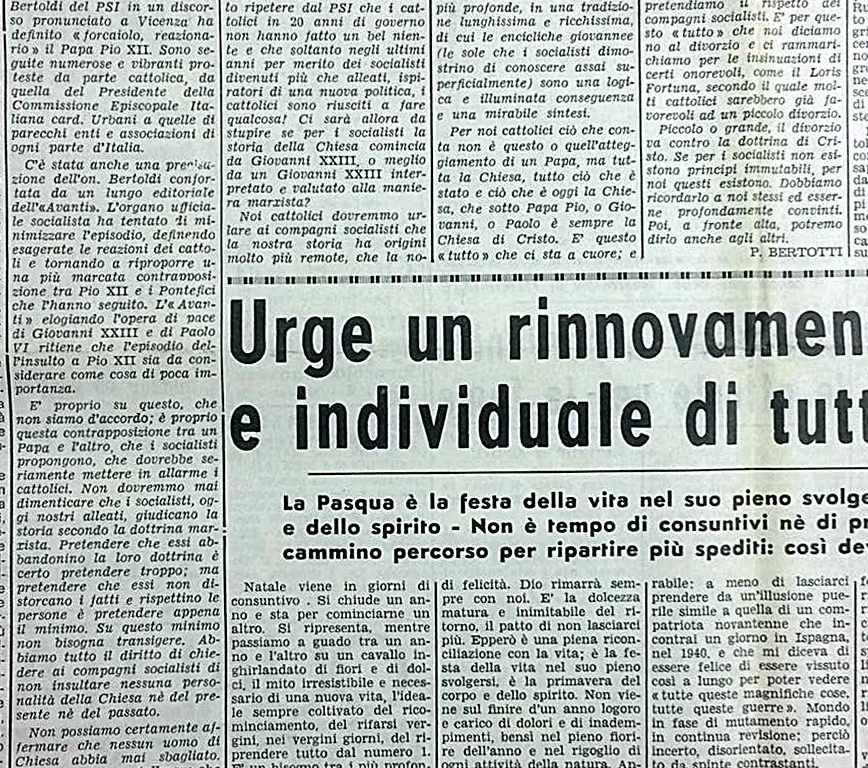 Bertoldi del PSI in un discor-
so pronunciato a Vicenza ha
definito « forcaiolo, reaziona-
rio » il Papa Pio XII. Sono se-
guite numerose e vibranti pro-
teste da parte cattolica, da
quella del Presidente della
Commissione Episcopale Ita-
liana card. Urbani a quelle di
parecchi enti e associazioni di
ogni parte d'Italia.
C'è stata anche una precisa-
zione dell'on. Bertoldi confor-
tata da un lungo editoriale
dell'«Avanti». L'organo ufficia-
le socialista ha tentato di mi-
nimizzare l'episodio, definendo
esagerate le reazioni dei catto-
li e tornando a riproporre u-
na più marcata contrapposi-
zione tra Pio XII e i Pontefici
che l'hanno seguito. L'« Avan-
ti » elogiando l'opera di pace
di Giovanni XXIII e di Paolo
VI ritiene che l'episodio del-
l'insulto a Pio XII sia da con-
siderare come cosa di poca im-
portanza.
E' proprio su questo, che
non siamo d'accordo; è proprio
questa contrapposizione tra un
Papa e l'altro, che i socialisti
propongono, che dovrebbe se-
riamente mettere in allarme i
cattolici. Non dovremmo mai
dimenticare che i socialisti, og-
gi nostri alleati, giudicano la
storia secondo la dottrina mar-
xista. Pretendere che essi ab-
bandonino la loro dottrina è
certo pretendere troppo; ma
pretendere che essi non di-
storcano i fatti e rispettino le
persone è pretendere appena
il minimo. Su questo minimo
non bisogna transigere. Ab-
biamo tutto il diritto di chie-
dere ai compagni socialisti di
non insultare nessuna perso-
nalità della Chiesa nè del pre-
sente nè del passato.
Non possiamo certamente af-
fermare che nessun uomo di
Chiesa abbia mai sbagliato.
to ripetere dal PSI che i cat-
tolici in 20 anni di governo
non hanno fatto un bel nien-
te e che soltanto negli ultimi
anni per merito dei socialisti
divenuti più che alleati, ispi-
ratori di una nuova politica, i
cattolici sono riusciti a fare
qualcosa! Ci sarà allora da
stupire se per i socialisti la
storia della Chiesa comincia
da Giovanni XXIII, o meglio
da un Giovanni XXIII inter-
pretato e valutato alla manie-
ra marxista?
Noi cattolici dovremmo ur-
lare ai compagni socialisti che
la nostra storia ha origini
molto più remote, che la no-
più profonde, in una tradizio-
ne lunghissima e ricchissima,
di cui le encicliche giovannee
(le sole che i socialisti dimo-
strino di conoscere assai su-
perficialmente) sono una logi-
ca e illuminata conseguenza
e una mirabile sintesi.
Per noi cattolici ciò che con-
ta non è questo o quell'atteg-
giamento di un Papa, ma tut-
ta la Chiesa, tutto ciò che è
stato e ciò che è oggi la Chie-
sa, che sotto Papa Pio, o Gio-
vanni, o Paolo è sempre la
Chiesa di Cristo. E' questo
« tutto » che ci sta a cuore; e
pretendiamo il rispetto dei
compagni socialisti. E' per que-
sto « tutto » che noi diciamo
no al divorzio e ci rammari-
chiamo per le insinuazioni di
certi onorevoli, come il Loris
Fortuna, secondo il quale mol-
ti cattolici sarebbero già fa-
vorevoli ad un piccolo divorzio.
Piccolo o grande, il divorzio
va contro la dottrina di Cri-
sto. Se per i socialisti non esi-
stono principi immutabili, per
noi questi esistono. Dobbiamo
ricordarlo a noi stessi ed esser-
ne profondamente convinti.
Poi, a fronte alta, potremo
dirlo anche agli altri.
P. BERTOTTI
Urge un rinnovamen
e individuale di tutt
La Pasqua è la festa della vita nel suo pieno svolge
e dello spirito - Non è tempo di consuntivi nè di pr
cammino percorso per ripartire più spediti: così dev
Natale viene in giorni di
consuntivo . Si chiude un an-
no e sta per cominciarne un
altro. Si ripresenta, mentre
passiamo a guado tra un an-
no e l'altro su un cavallo in-
ghirlandato di fiori e di dol-
ci, il mito irresistibile e neces-
sario di una nuova vita, l'idea-
le sempre coltivato del rico-
minciamento, del rifarsi ver-
gini, nei vergini giorni, del ri-
prendere tutto dal numero 1.
E' un bisogno tra i più profon-
di felicità. Dio rimarrà sem-
pre con noi. E' la dolcezza
matura e inimitabile del ri-
torno, il patto di non lasciarci
più. Epperò è una piena ricon-
ciliazione con la vita; è la fe-
sta della vita nel suo pieno
svolgersi, è la primavera del
corpo e dello spirito. Non vie-
ne sul finire d'un anno logoro
e carico di dolori e di inadem-
pimenti, bensì nel pieno fiori-
re dell'anno e nel rigoglio di
ogni attività della natura. An-
rabile: a meno di lasciarci
prendere da un'illusione pue-
rile simile a quella di un com-
patriota novantenne che in-
contrai un giorno in Ispagna,
nel 1940, e che mi diceva di
essere felice di essere vissuto
così a lungo per poter vedere
« tutte queste magnifiche cose,
tutte queste guerre ». Mondo
in fase di mutamento rapido,
in continua revisione; perciò
incerto, disorientato, sollecita-
to da spinte contrastanti.